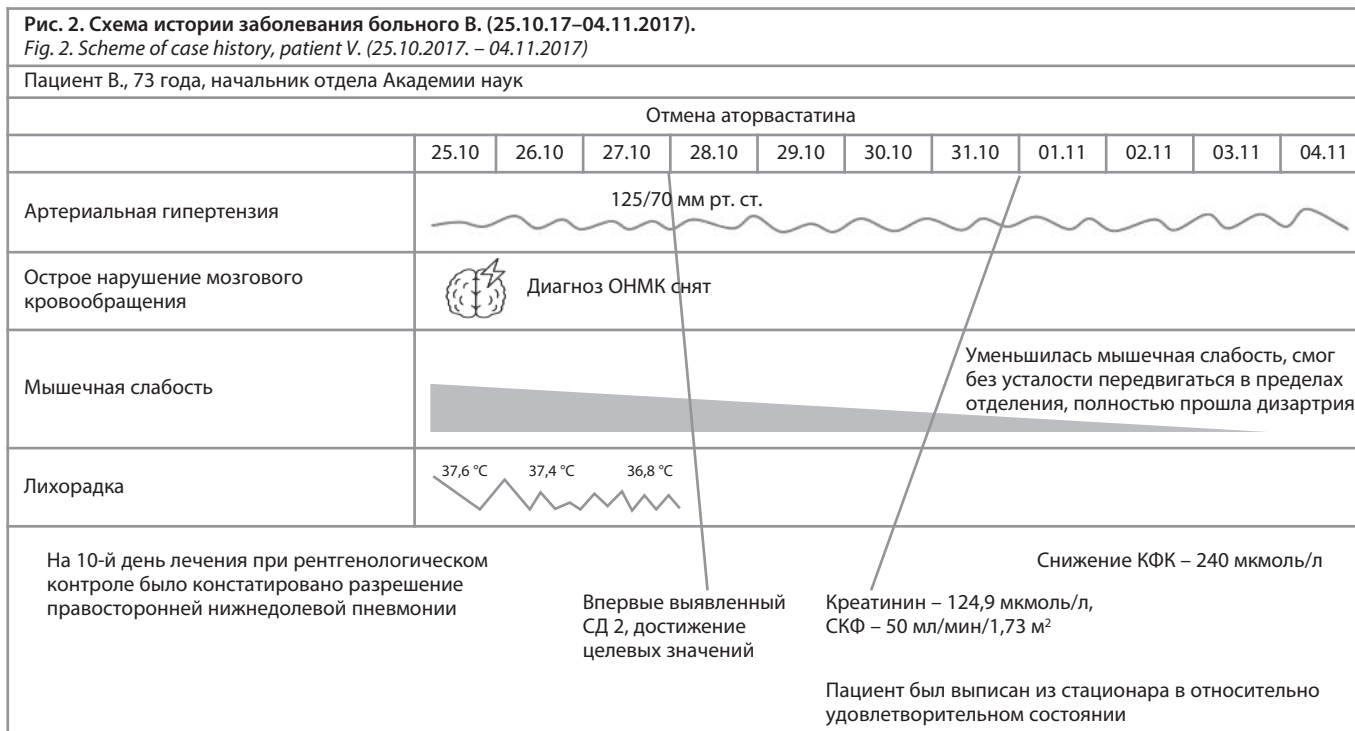 Рис. 2. Схема истории заболевания больного В. (25.10.17–04.11.2017).
Fig. 2. Scheme of case history, patient V. (25.10.2017. – 04.11.2017)
Пациент В., 73 года, начальник отдела Академии наук
Отмена аторвастатина
25.10 26.10 27.10 28.10 29.10 30.10 31.10 01.11 02.11 03.11 04.11
Артериальная гипертензия
125/70 мм рт. ст.
Острое нарушение мозгового
кровообращения
Диагноз ОНМК снят
Мышечная слабость
Уменьшилась мышечная слабость, смог
без усталости передвигаться в пределах
отделения, полностью прошла дизартрия
Лихорадка
37,6 °C 37,4 °C 36,8 °C
На 10-й день лечения при рентгенологическом
контроле было констатировано разрешение
правосторонней нижнедолевой пневмонии
Впервые выявленный
СД 2, достижение
целевых значений
Снижение КФК – 240 мкмоль/л
Креатинин – 124,9 мкмоль/л,
СКФ – 50 мл/мин/1,73 м²
Пациент был выписан из стационара в относительно
удовлетворительном состоянии